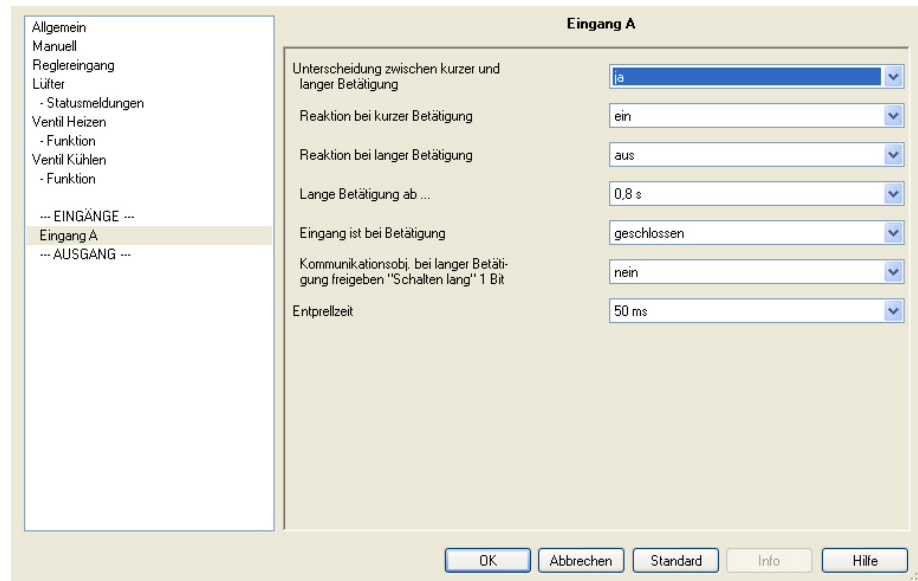 Allgemein
Manuell
Reglereingang
Lüfter
- Statusmeldungen
Ventil Heizen
- Funktion
Ventil Kühlen
- Funktion
--- EINGÄNGE ---
Eingang A
--- AUSGANG ---
Eingang A
Unterscheidung zwischen kurzer und
langer Betätigung
ja
Reaktion bei kurzer Betätigung
ein
Reaktion bei langer Betätigung
aus
Lange Betätigung ab ...
0,8 s
Eingang ist bei Betätigung
geschlossen
Kommunikationsobj. bei langer Betäti-
gung freigeben "Schalten lang" 1 Bit
nein
Entprellzeit
50 ms
OK
Abbrechen
Standard
Info
Hilfe